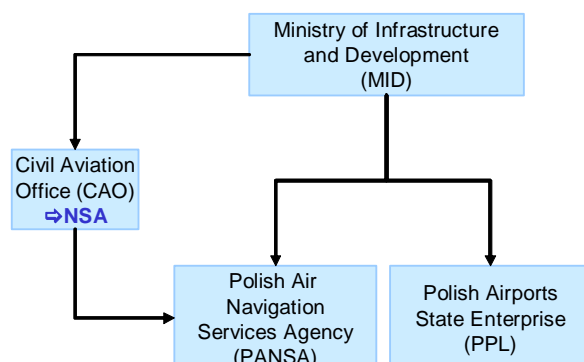 Ministry of Infrastructure
and Development
(MID)
Civil Aviation
Office (CAO)
⇨NSA
Polish Air
Navigation
Services Agency
(PANSA)
Polish Airports
State Enterprise
(PPL)